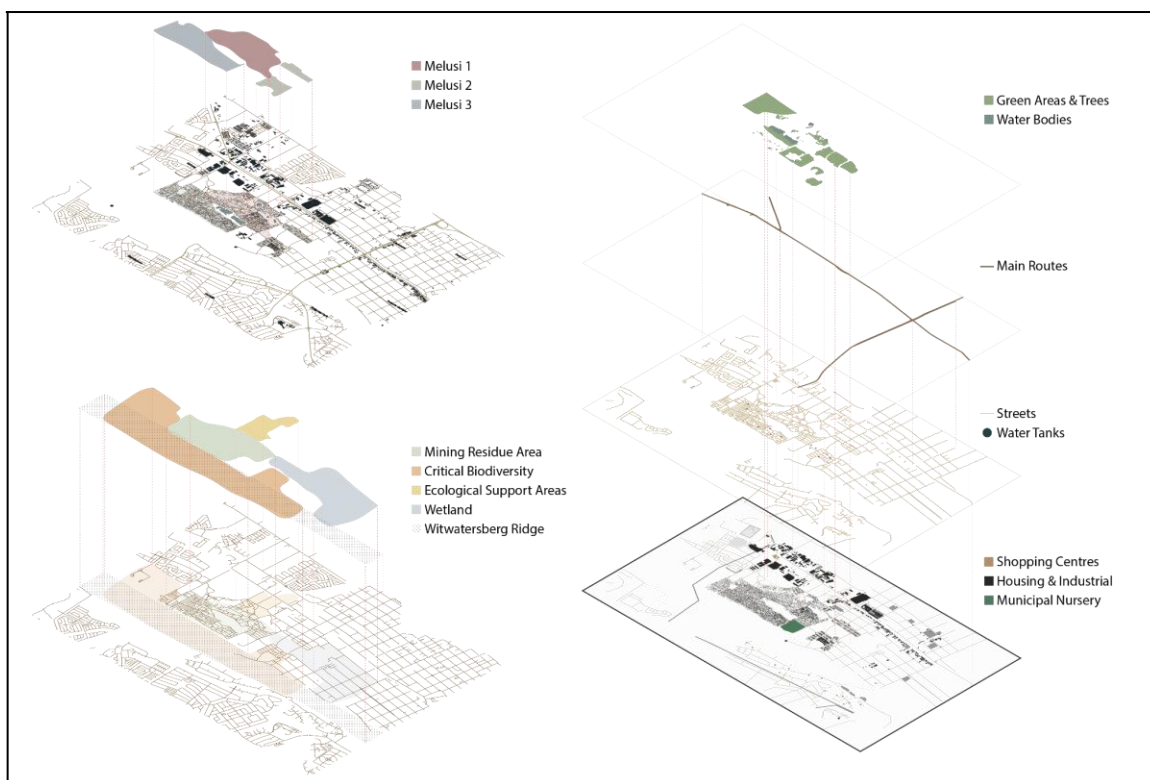 Melusi 1
Melusi 2
Melusi 3
Mining Residue Area
Critical Biodiversity
Ecological Support Areas
Wetland
Witwatersberg Ridge
Green Areas & Trees
Water Bodies
Main Routes
Streets
Water Tanks
Shopping Centres
Housing & Industrial
Municipal Nursery